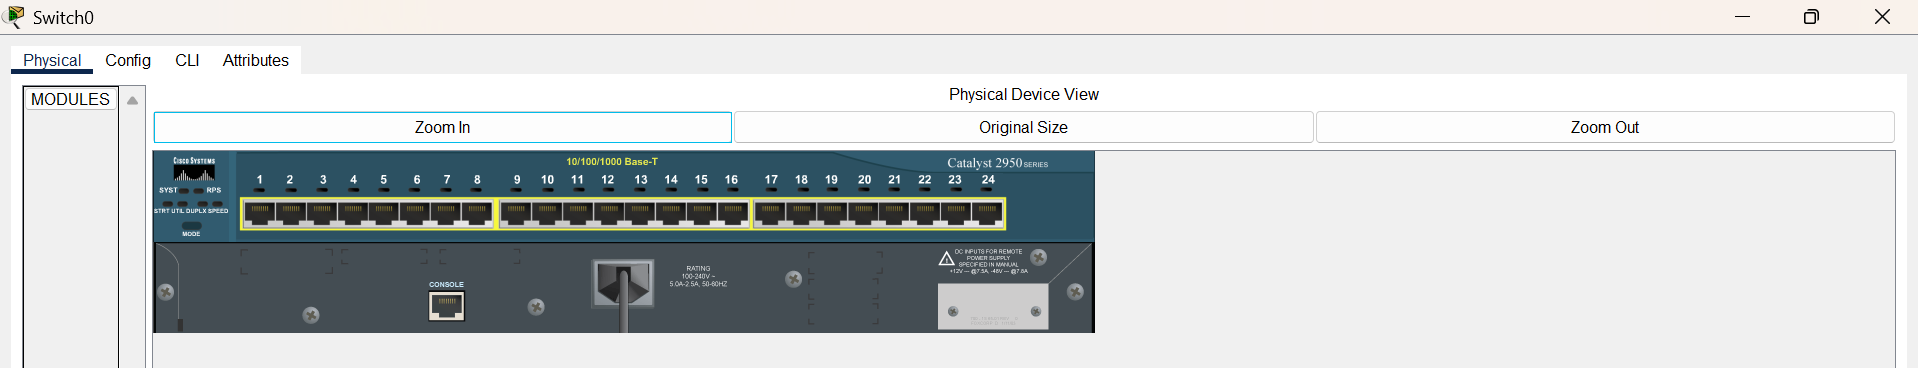 Switch0
Physical Config CLI Attributes
MODULES
Physical Device View
Zoom In Original Size Zoom Out
CISCO SYSTEMS
10/100/1000 Base-T
Catalyst 2950 SERIES
1 2 3 4 5 6 7 8 9 10 11 12 13 14 15 16 17 18 19 20 21 22 23 24
SYST RPS
STRT UTIL DUPLX SPEED
MODE
CONSOLE
RATING
100-240V ~
5.0A-2.5A, 50-60HZ
DC INPUTS FOR REMOTE
POWER SUPPLY
SPECIFIED IN MANUAL
+12V — @7.5A, -48V — @7.8A